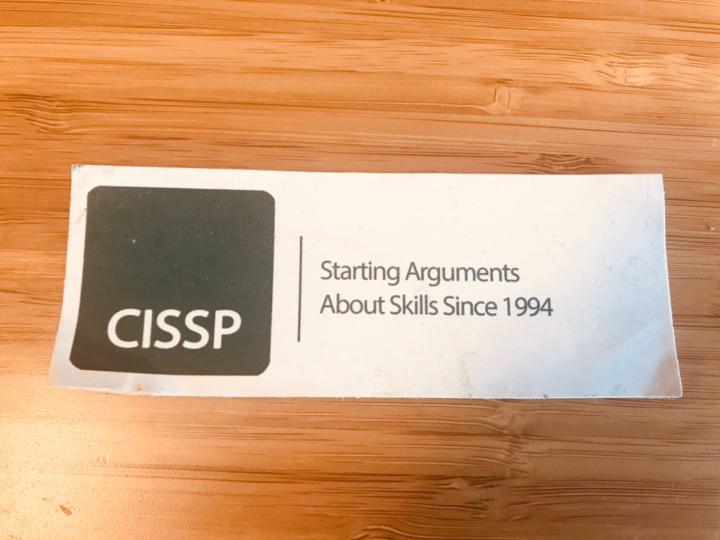 CISSP
Starting Arguments
About Skills Since 1994